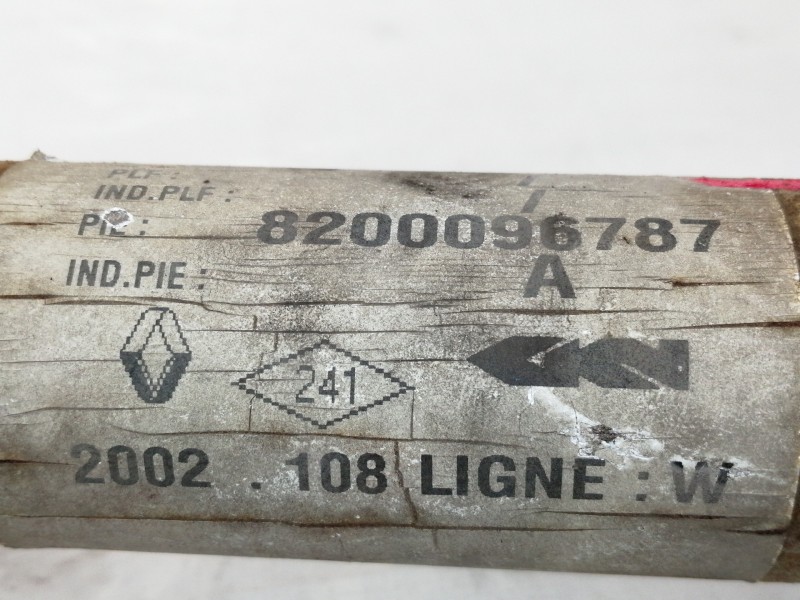 PLF :
IND.PLF :
PIE : 8200096787
IND.PIE : A
241
2002 . 108 LIGNE : W